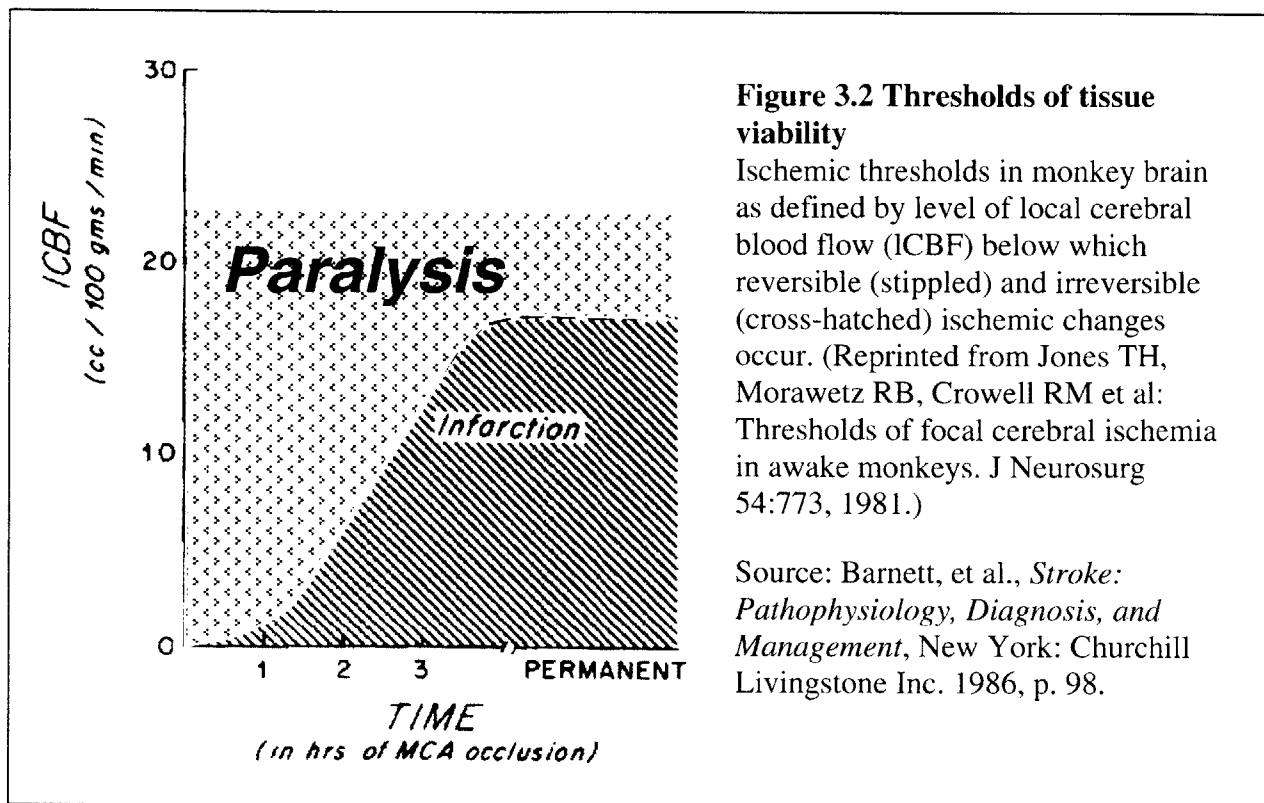 30
20
10
0
lCBF
(cc / 100 gms / min)
Paralysis
Infarction
1 2 3 PERMANENT
TIME
(in hrs of MCA occlusion)
Figure 3.2 Thresholds of tissue
viability
Ischemic thresholds in monkey brain
as defined by level of local cerebral
blood flow (lCBF) below which
reversible (stippled) and irreversible
(cross-hatched) ischemic changes
occur. (Reprinted from Jones TH,
Morawetz RB, Crowell RM et al:
Thresholds of focal cerebral ischemia
in awake monkeys. J Neurosurg
54:773, 1981.)
Source: Barnett, et al., Stroke:
Pathophysiology, Diagnosis, and
Management, New York: Churchill
Livingstone Inc. 1986, p. 98.